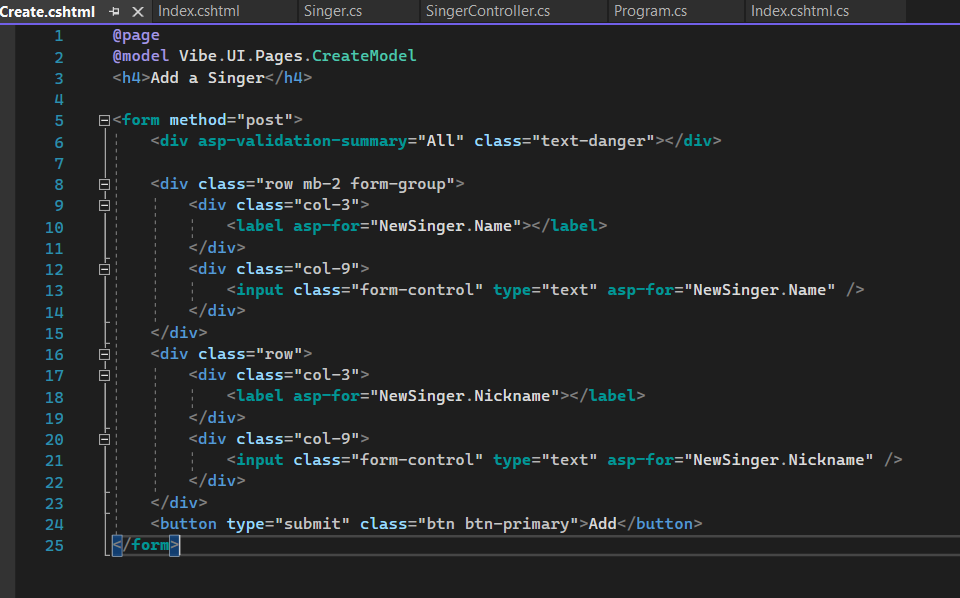 Create.cshtml Index.cshtml Singer.cs SingerController.cs Program.cs Index.cshtml.cs
1 @page
2 @model Vibe.UI.Pages.CreateModel
3 <h4>Add a Singer</h4>
4
5 <form method="post">
6 <div asp-validation-summary="All" class="text-danger"></div>
7
8 <div class="row mb-2 form-group">
9 <div class="col-3">
10 <label asp-for="NewSinger.Name"></label>
11 </div>
12 <div class="col-9">
13 <input class="form-control" type="text" asp-for="NewSinger.Name" />
14 </div>
15 </div>
16 <div class="row">
17 <div class="col-3">
18 <label asp-for="NewSinger.Nickname"></label>
19 </div>
20 <div class="col-9">
21 <input class="form-control" type="text" asp-for="NewSinger.Nickname" />
22 </div>
23 </div>
24 <button type="submit" class="btn btn-primary">Add</button>
25 </form>